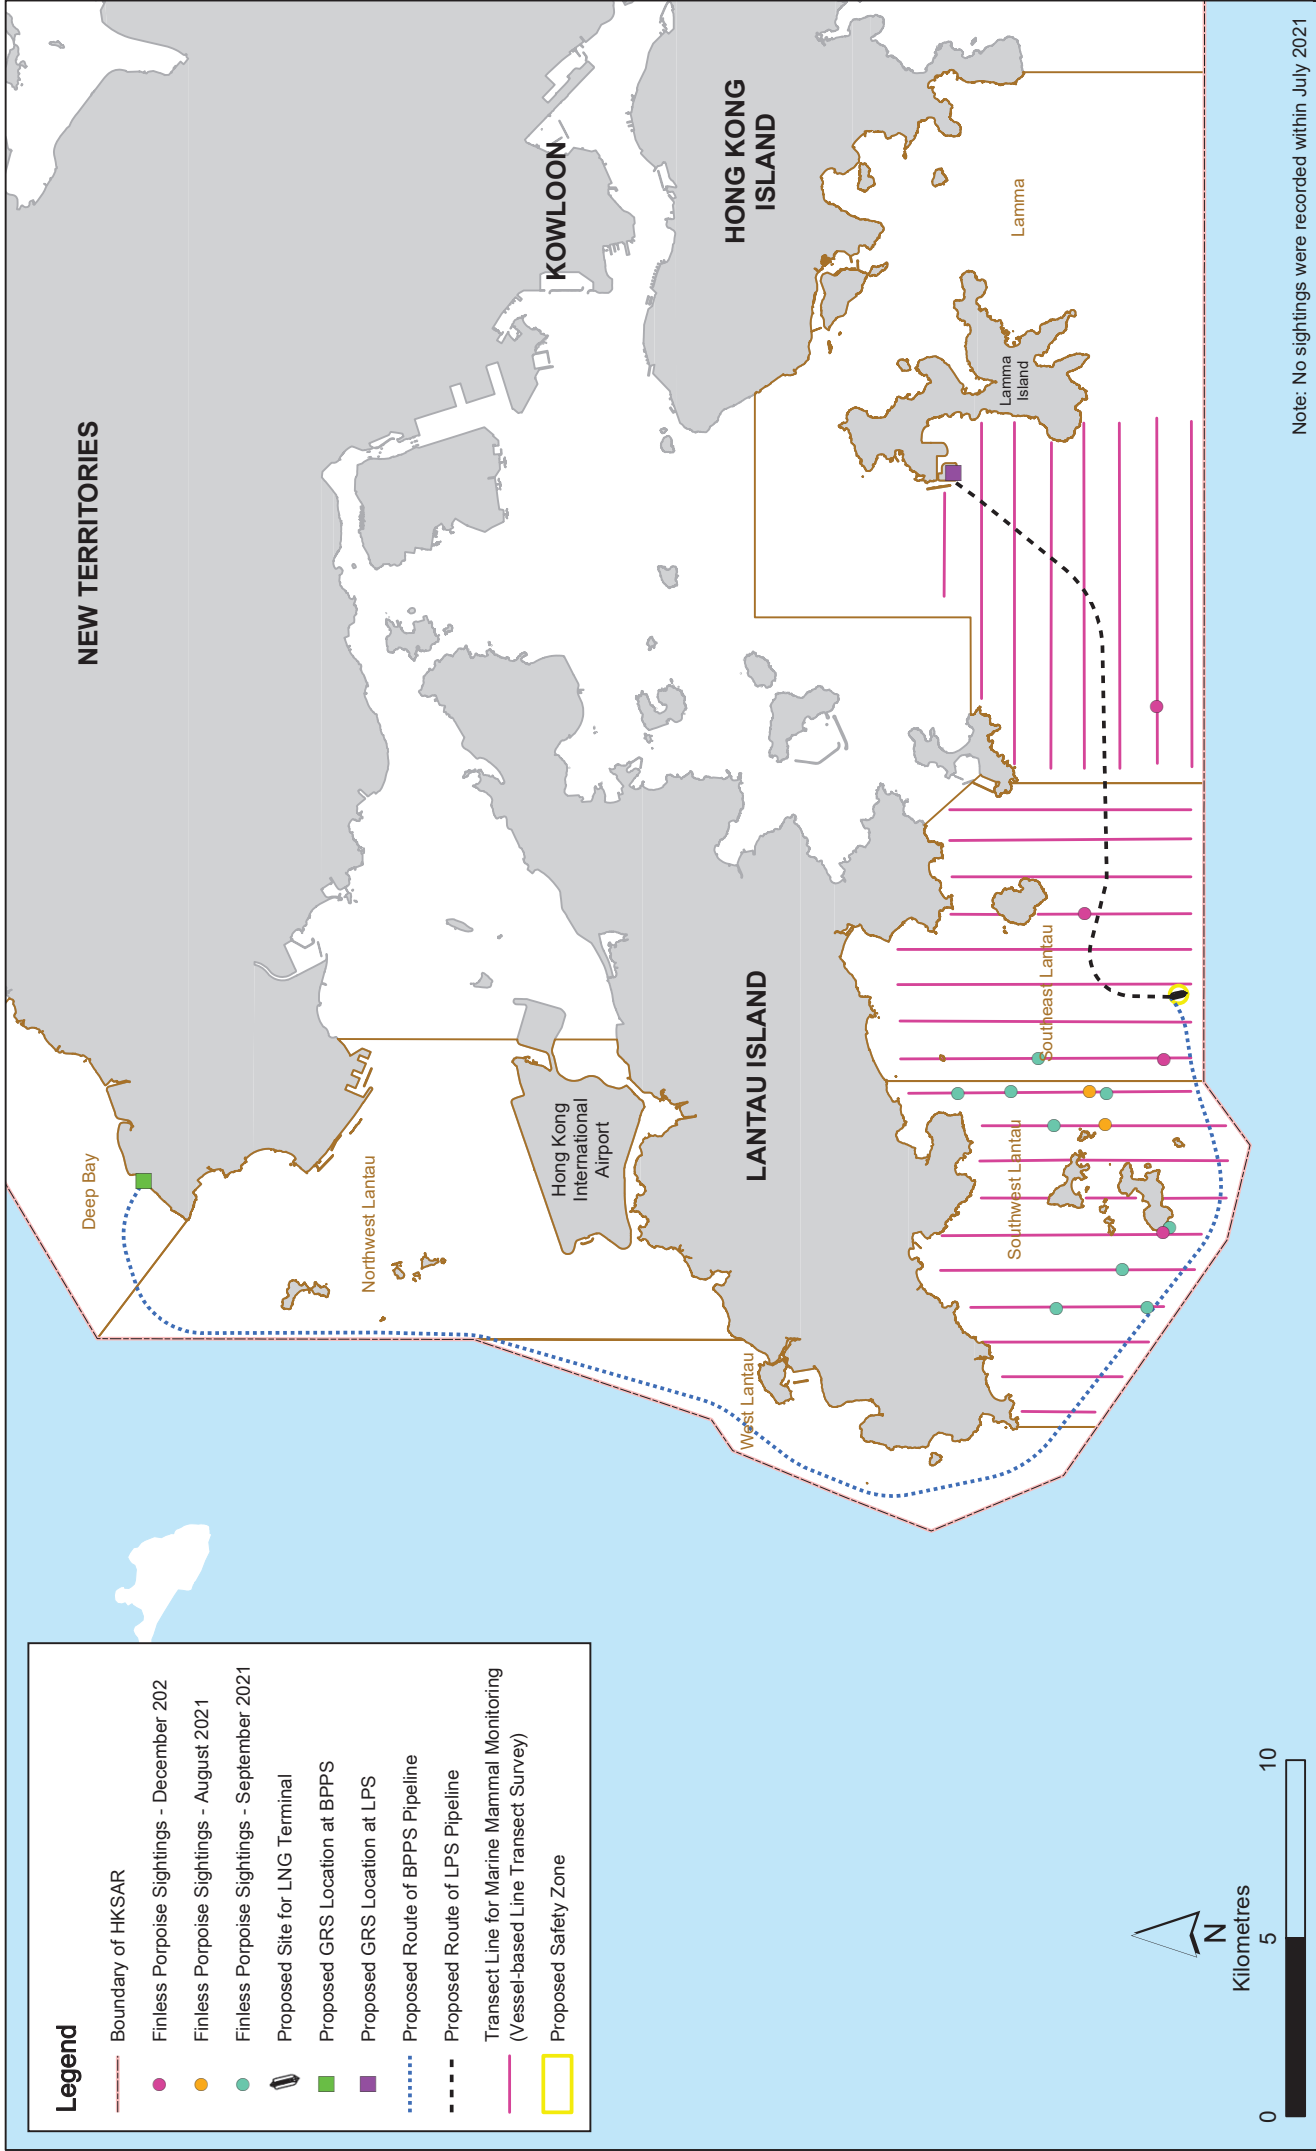 NEW TERRITORIES
KOWLOON
HONG KONG
ISLAND
Deep Bay
Northwest Lantau
Hong Kong
International
Airport
LANTAU ISLAND
West Lantau
Southwest Lantau
Southeast Lantau
Lamma
Island
Lamma
Legend
Boundary of HKSAR
Finless Porpoise Sightings - December 202
Finless Porpoise Sightings - August 2021
Finless Porpoise Sightings - September 2021
Proposed Site for LNG Terminal
Proposed GRS Location at BPPS
Proposed GRS Location at LPS
Proposed Route of BPPS Pipeline
Proposed Route of LPS Pipeline
Transect Line for Marine Mammal Monitoring
(Vessel-based Line Transect Survey)
Proposed Safety Zone
N
Kilometres
0 5 10
Note: No sightings were recorded within July 2021